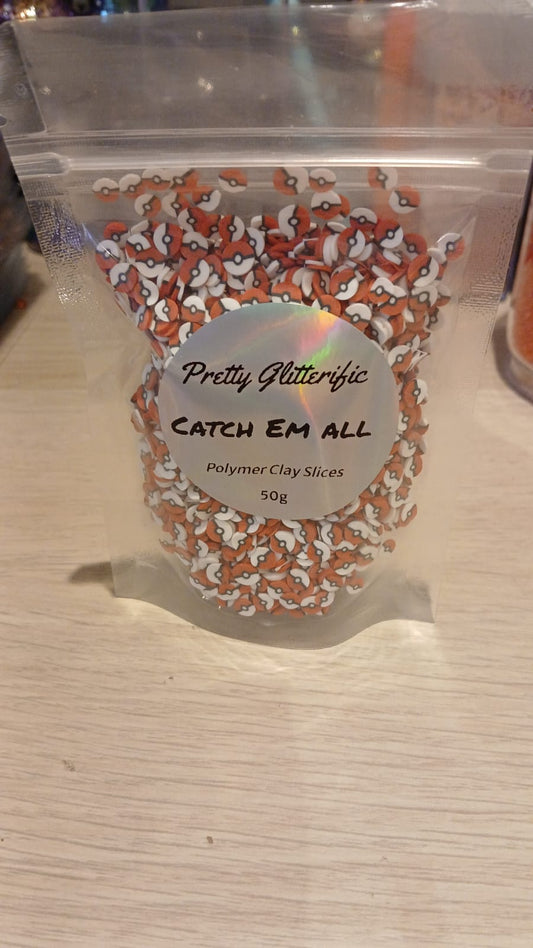 Pretty Glitterific
Catch Em all
Polymer Clay Slices
50g